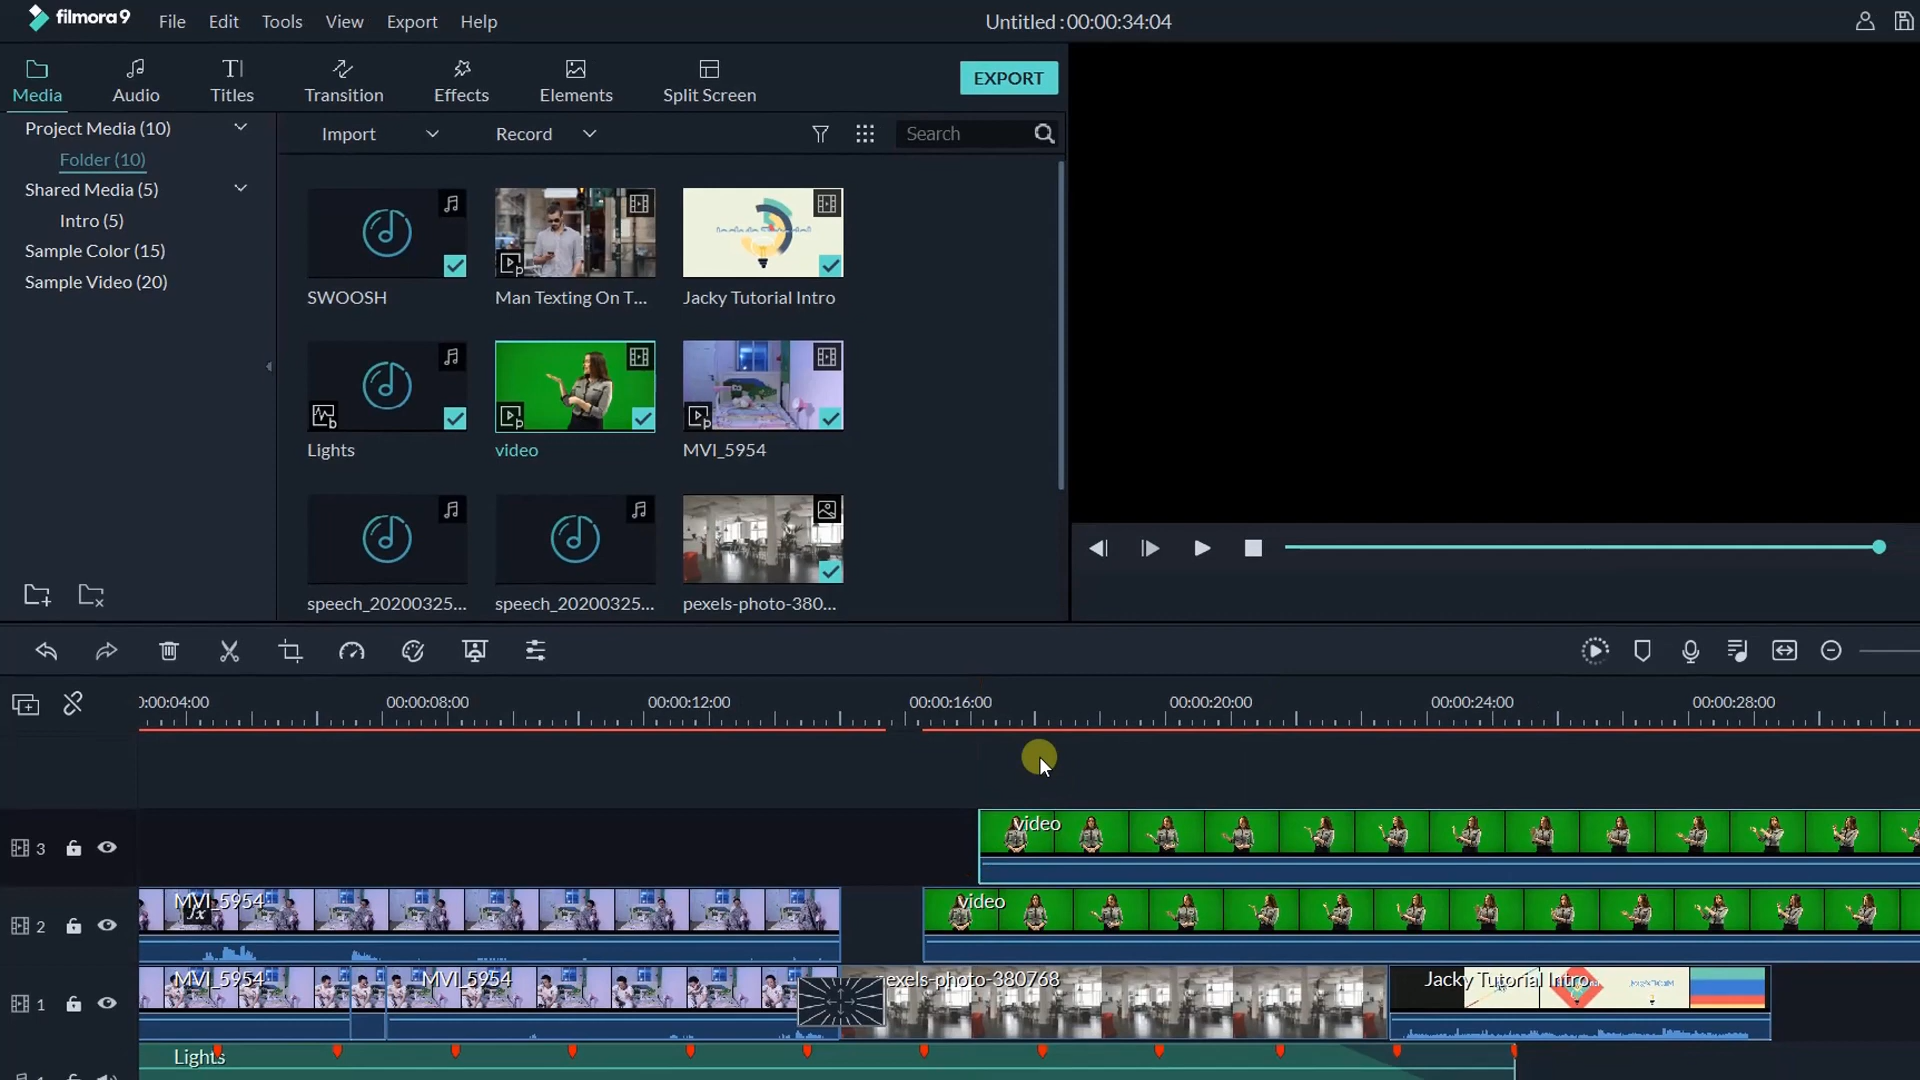 filmora9 File Edit Tools View Export Help Untitled : 00:00:34:04
Media Audio Titles Transition Effects Elements Split Screen EXPORT
Project Media (10)
Folder (10)
Shared Media (5)
Intro (5)
Sample Color (15)
Sample Video (20)
Import Record Search
SWOOSH Man Texting On T... Jacky Tutorial Intro
Lights video MVI_5954
speech_20200325... speech_20200325... pexels-photo-380...
0:00:04:00 00:00:08:00 00:00:12:00 00:00:16:00 00:00:20:00 00:00:24:00 00:00:28:00
3 video
2 MVI_5954 video
1 MVI_5954 MVI_5954 pexels-photo-380768 Jacky Tutorial Intro
Lights